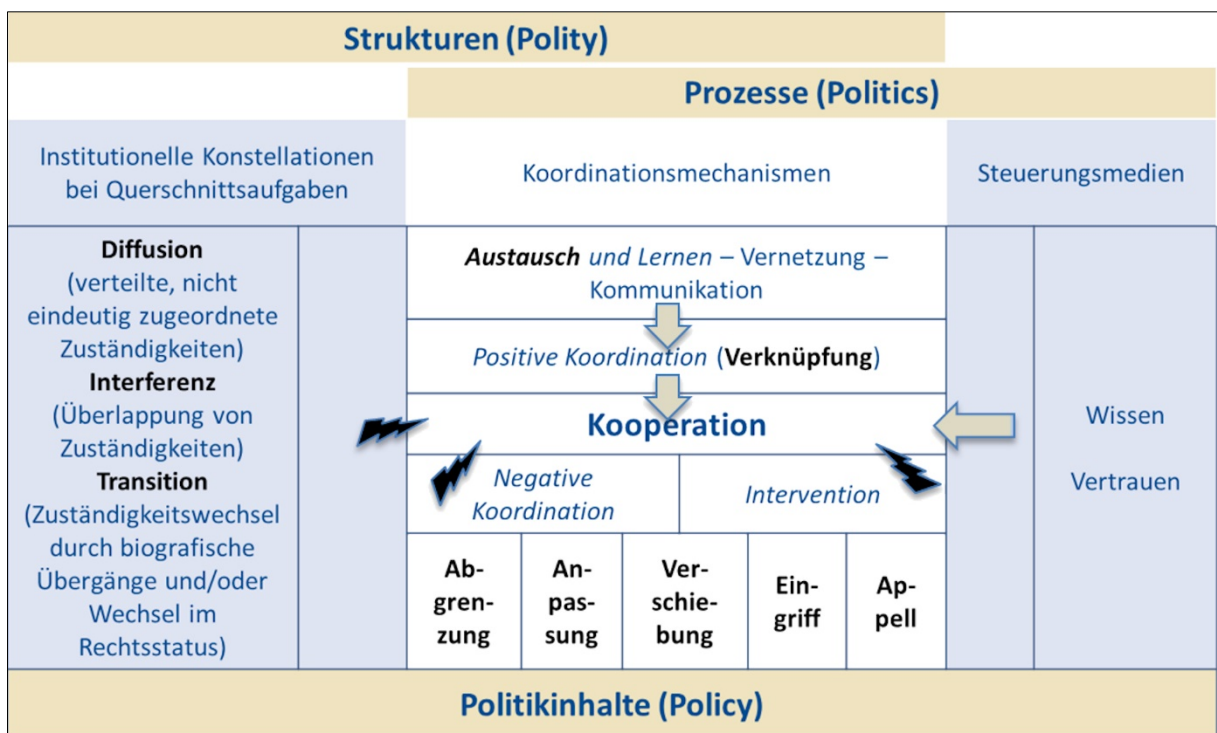 Strukturen (Polity)
Prozesse (Politics)
Institutionelle Konstellationen
bei Querschnittsaufgaben
Koordinationsmechanismen
Steuerungsmedien
Diffusion
(verteilte, nicht
eindeutig zugeordnete
Zuständigkeiten)
Interferenz
(Überlappung von
Zuständigkeiten)
Transition
(Zuständigkeitswechsel
durch biografische
Übergänge und/oder
Wechsel im
Rechtsstatus)
Austausch und Lernen – Vernetzung –
Kommunikation
Positive Koordination (Verknüpfung)
Kooperation
Negative
Koordination
Intervention
Ab-
gren-
zung
An-
pas-
sung
Ver-
schie-
bung
Ein-
griff
Ap-
pell
Wissen
Vertrauen
Politikinhalte (Policy)